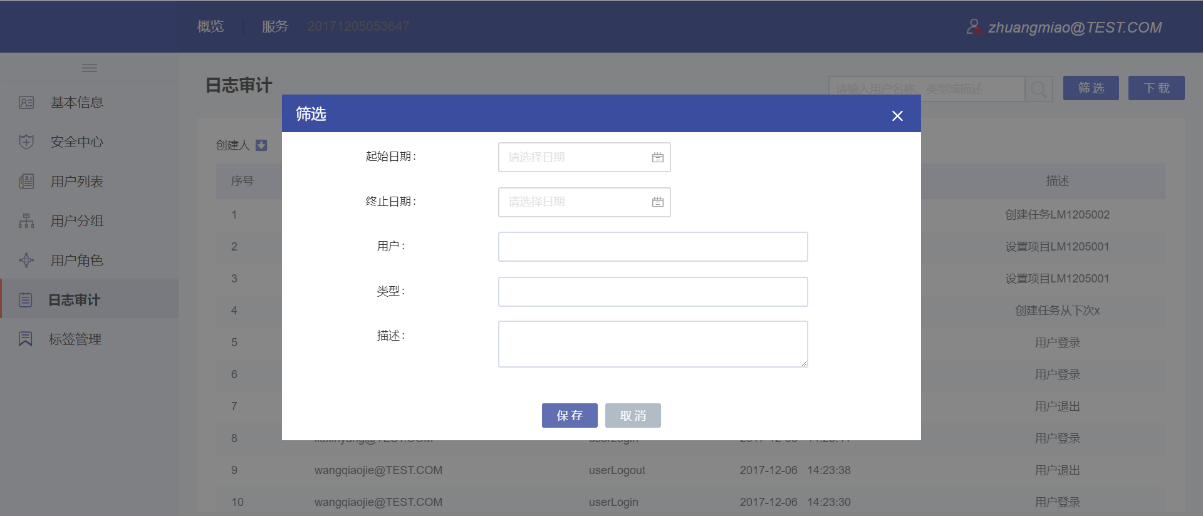 概览 服务 20171205053647 zhuangmiao@TEST.COM
日志审计 请输入用户名称、类型或描述 筛 选 下 载
基本信息
安全中心
用户列表
用户分组
用户角色
日志审计
标签管理
筛选
起始日期： 请选择日期
终止日期： 请选择日期
用户：
类型：
描述：
保 存 取 消
创建人
序号 描述
1 创建任务LM1205002
2 设置项目LM1205001
3 设置项目LM1205001
4 创建任务从下次x
5 用户登录
6 用户登录
7 用户退出
8 用户登录
9 wangqiaojie@TEST.COM userLogout 2017-12-06 14:23:38 用户退出
10 wangqiaojie@TEST.COM userLogin 2017-12-06 14:23:30 用户登录